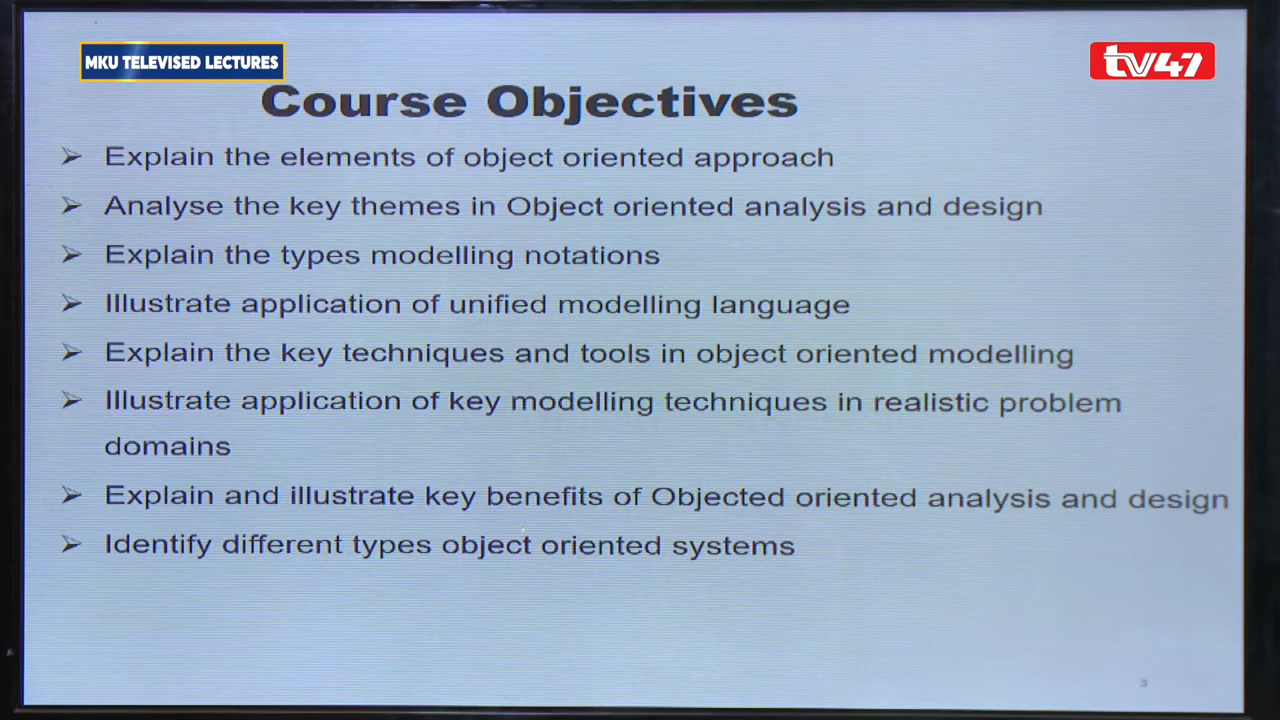 MKU TELEVISED LECTURES
tv47
Course Objectives
➢ Explain the elements of object oriented approach
➢ Analyse the key themes in Object oriented analysis and design
➢ Explain the types modelling notations
➢ Illustrate application of unified modelling language
➢ Explain the key techniques and tools in object oriented modelling
➢ Illustrate application of key modelling techniques in realistic problem
domains
➢ Explain and illustrate key benefits of Objected oriented analysis and design
➢ Identify different types object oriented systems
3